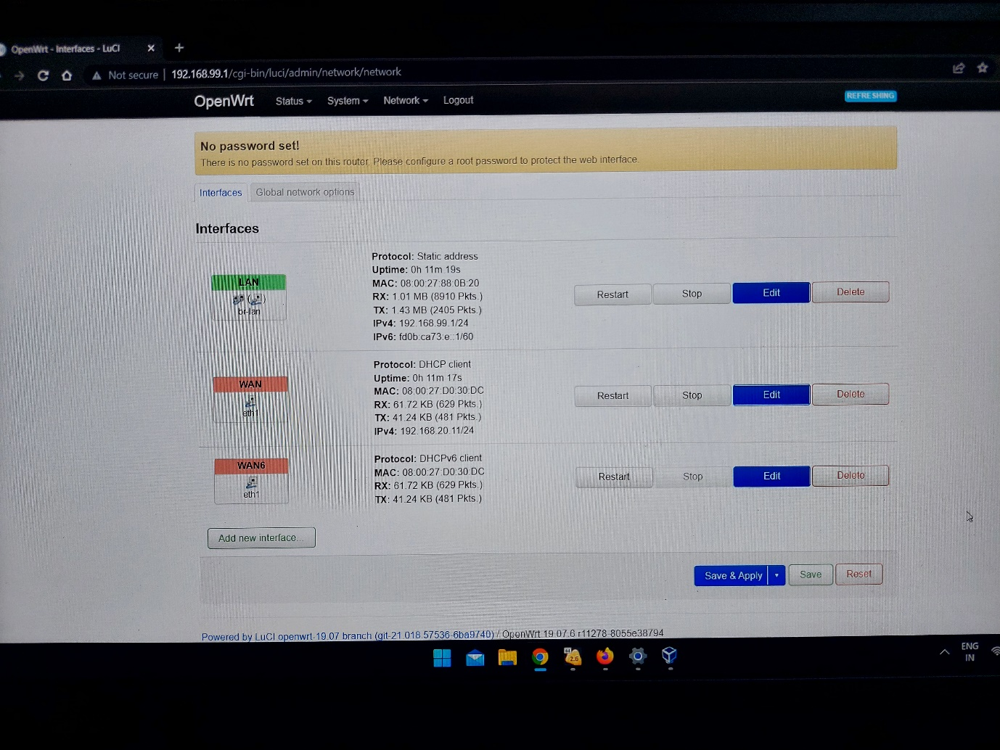 OpenWrt - Interfaces - LuCI
Not secure | 192.168.99.1/cgi-bin/luci/admin/network/network
OpenWrt Status System Network Logout REFRESHING
No password set!
There is no password set on this router. Please configure a root password to protect the web interface.
Interfaces Global network options
Interfaces
LAN
br-lan
Protocol: Static address
Uptime: 0h 11m 19s
MAC: 08:00:27:88:0B:20
RX: 1.01 MB (8910 Pkts.)
TX: 1.43 MB (2405 Pkts.)
IPv4: 192.168.99.1/24
IPv6: fd0b:ca73:e::1/60
Restart Stop Edit Delete
WAN
eth1
Protocol: DHCP client
Uptime: 0h 11m 17s
MAC: 08:00:27:D0:30:DC
RX: 61.72 KB (629 Pkts.)
TX: 41.24 KB (481 Pkts.)
IPv4: 192.168.20.11/24
Restart Stop Edit Delete
WAN6
eth1
Protocol: DHCPv6 client
MAC: 08:00:27:D0:30:DC
RX: 61.72 KB (629 Pkts.)
TX: 41.24 KB (481 Pkts.)
Restart Stop Edit Delete
Add new interface...
Save & Apply Save Reset
Powered by LuCI openwrt-19.07 branch (git-21.018.57536-6ba9740) / OpenWrt 19.07.6 r11278-8055e38794
2.6
ENG
IN